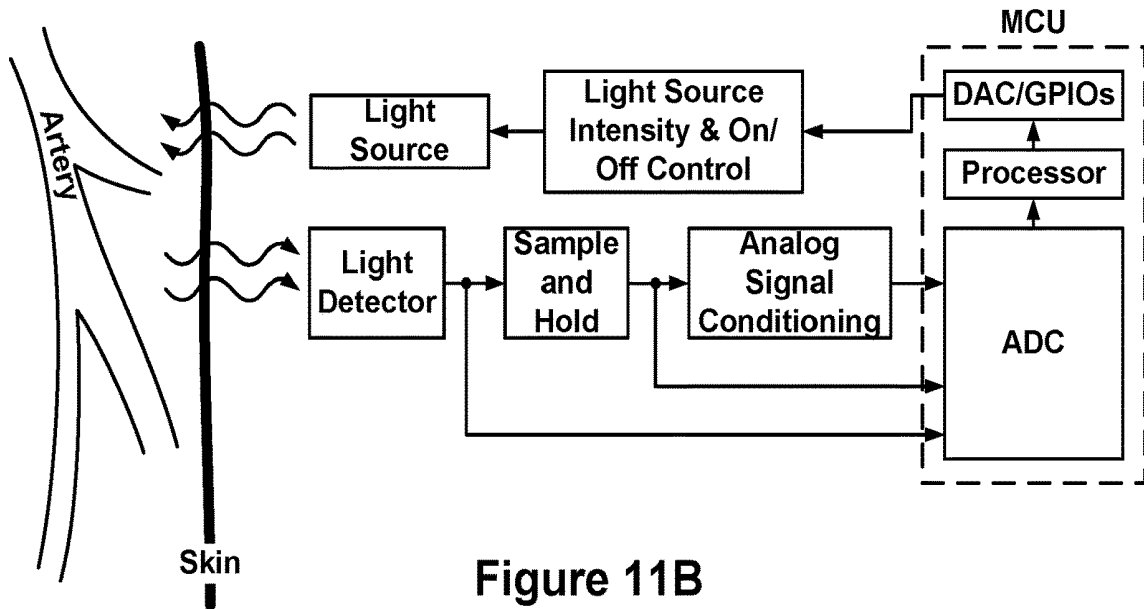 MCU
Artery
Light
Source
Light Source
Intensity & On/
Off Control
DAC/GPIOs
Processor
Light
Detector
Sample
and
Hold
Analog
Signal
Conditioning
ADC
Skin
Figure 11B